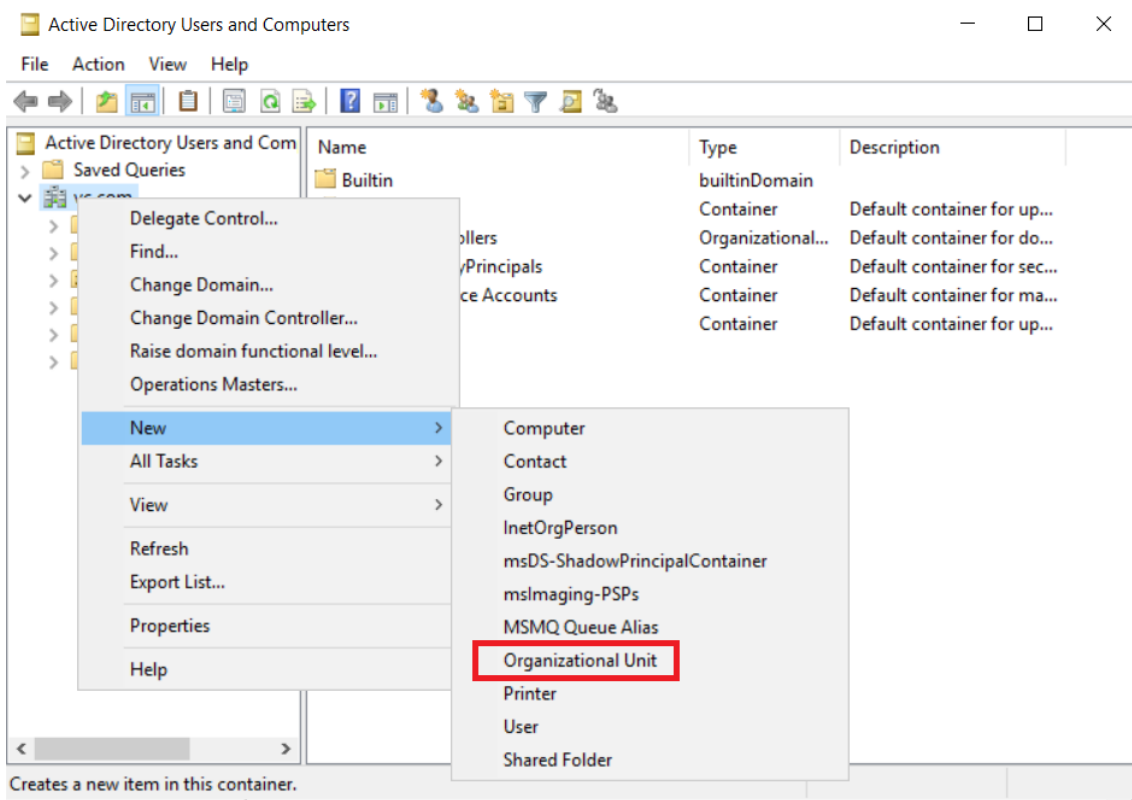 Active Directory Users and Computers
File Action View Help
Active Directory Users and Com
Saved Queries
Name Type Description
Builtin builtinDomain
Container Default container for up...
ollers Organizational... Default container for do...
yPrincipals Container Default container for sec...
ce Accounts Container Default container for ma...
Container Default container for up...
Delegate Control...
Find...
Change Domain...
Change Domain Controller...
Raise domain functional level...
Operations Masters...
New
All Tasks
View
Refresh
Export List...
Properties
Help
Computer
Contact
Group
InetOrgPerson
msDS-ShadowPrincipalContainer
msImaging-PSPs
MSMQ Queue Alias
Organizational Unit
Printer
User
Shared Folder
Creates a new item in this container.